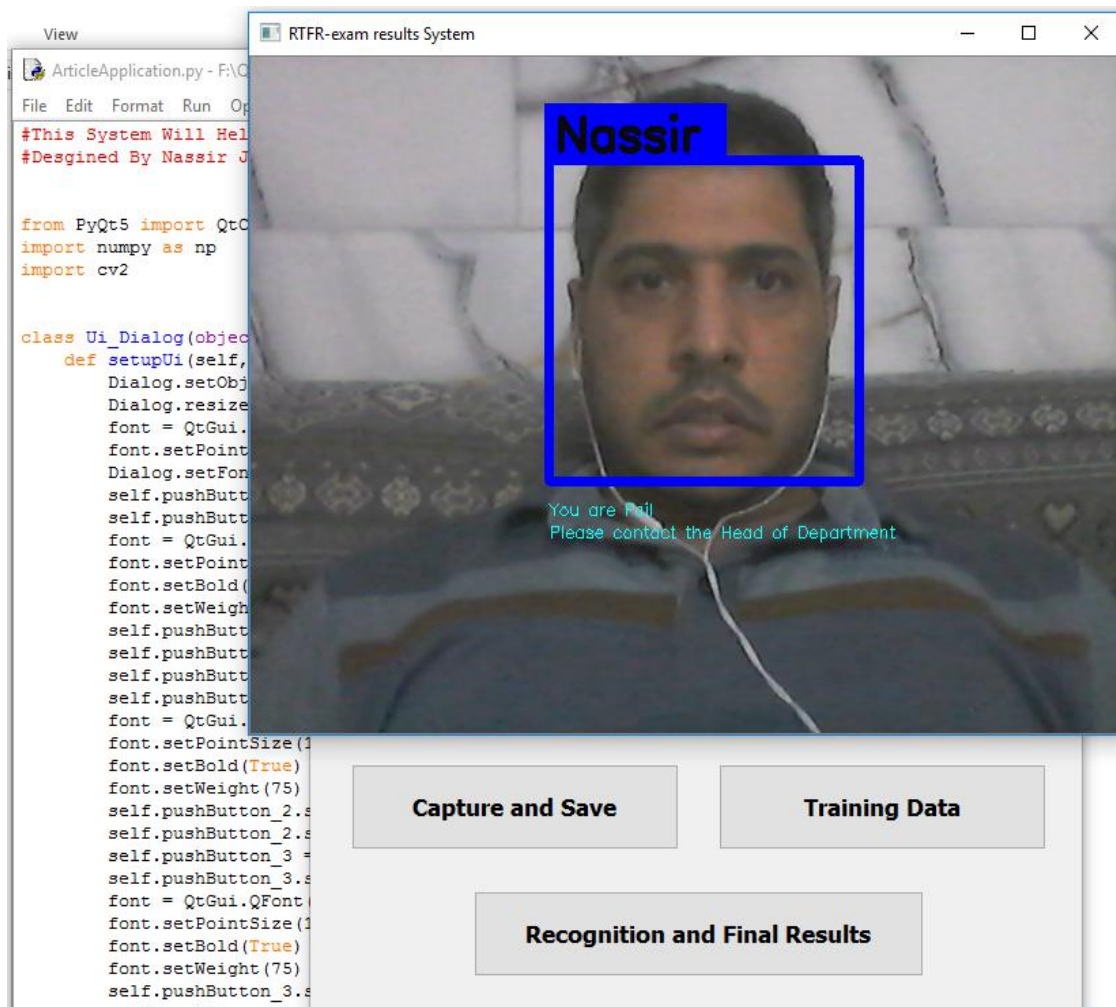 View
RTFR-exam results System
ArticleApplication.py - F:\Q
File Edit Format Run Op
#This System Will Hel
#Desgined By Nassir J
from PyQt5 import QtC
import numpy as np
import cv2
class Ui_Dialog(objec
def setupUi(self,
Dialog.setObj
Dialog.resize
font = QtGui.
font.setPoint
Dialog.setFon
self.pushButt
self.pushButt
font = QtGui.
font.setPoint
font.setBold(
font.setWeigh
self.pushButt
self.pushButt
self.pushButt
self.pushButt
font = QtGui.
font.setPointSize(1
font.setBold(True)
font.setWeight(75)
self.pushButton_2.s
self.pushButton_2.s
self.pushButton_3 =
self.pushButton_3.s
font = QtGui.QFont(
font.setPointSize(1
font.setBold(True)
font.setWeight(75)
self.pushButton_3.s
Nassir
You are Fail
Please contact the Head of Department
Capture and Save
Training Data
Recognition and Final Results